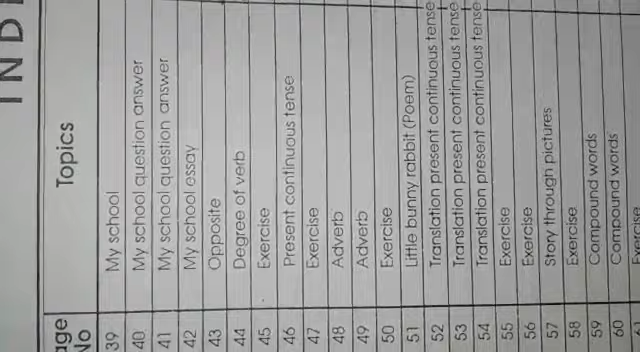 IND
age No Topics
39 My school
40 My school question answer
41 My school question answer
42 My school essay
43 Opposite
44 Degree of verb
45 Exercise
46 Present continuous tense
47 Exercise
48 Adverb
49 Adverb
50 Exercise
51 Little bunny rabbit (Poem)
52 Translation present continuous tense
53 Translation present continuous tense
54 Translation present continuous tense
55 Exercise
56 Exercise
57 Story through pictures
58 Exercise
59 Compound words
60 Compound words
61 Exercise